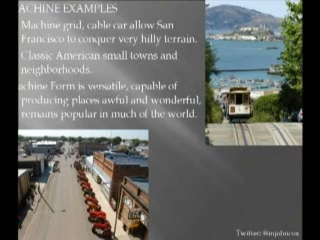 ACHINE EXAMPLES
Machine grid, cable car allow San
Francisco to conquer very hilly terrain.
Classic American small towns and
neighborhoods.
achine Form is versatile, capable of
producing places awful and wonderful,
remains popular in much of the world.
Twitter: @mjohncox